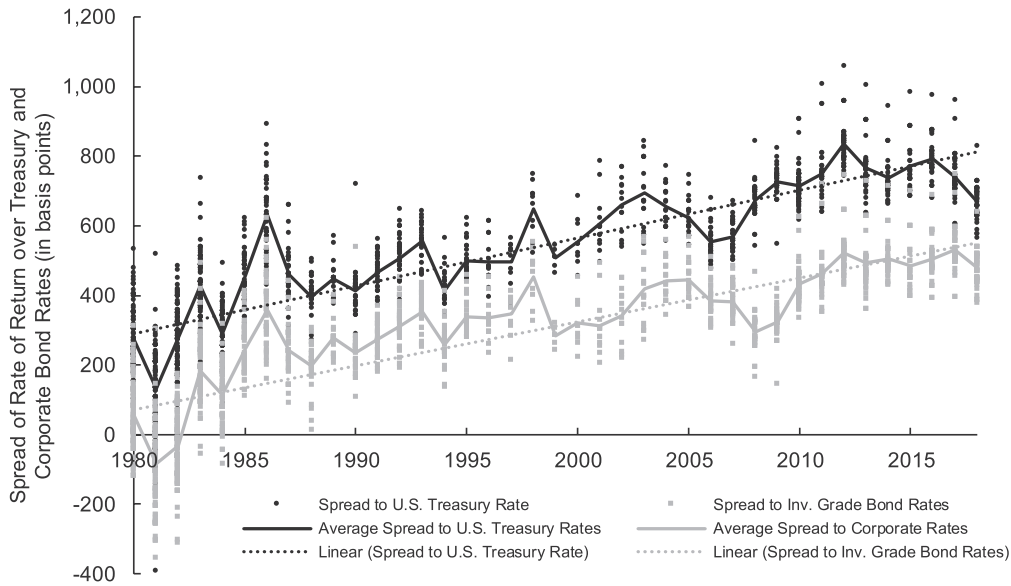 Spread of Rate of Return over Treasury and
Corporate Bond Rates (in basis points)
1,200
1,000
800
600
400
200
0
-200
-400
1980
1985
1990
1995
2000
2005
2010
2015
Spread to U.S. Treasury Rate
Spread to Inv. Grade Bond Rates
Average Spread to U.S. Treasury Rates
Average Spread to Corporate Rates
Linear (Spread to U.S. Treasury Rate)
Linear (Spread to Inv. Grade Bond Rates)